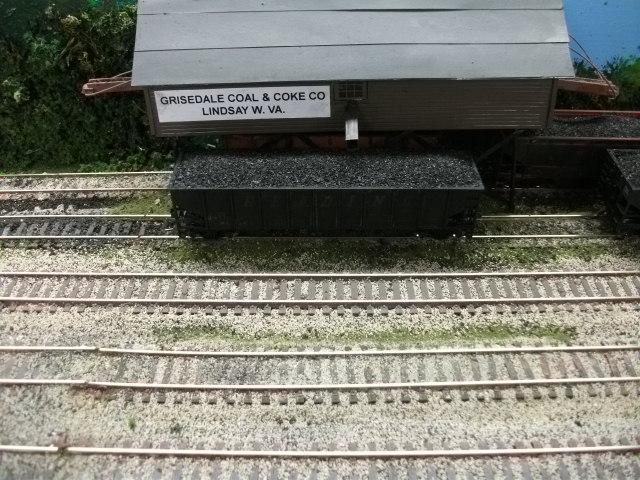 GRISEDALE COAL & COKE CO
LINDSAY W. VA.